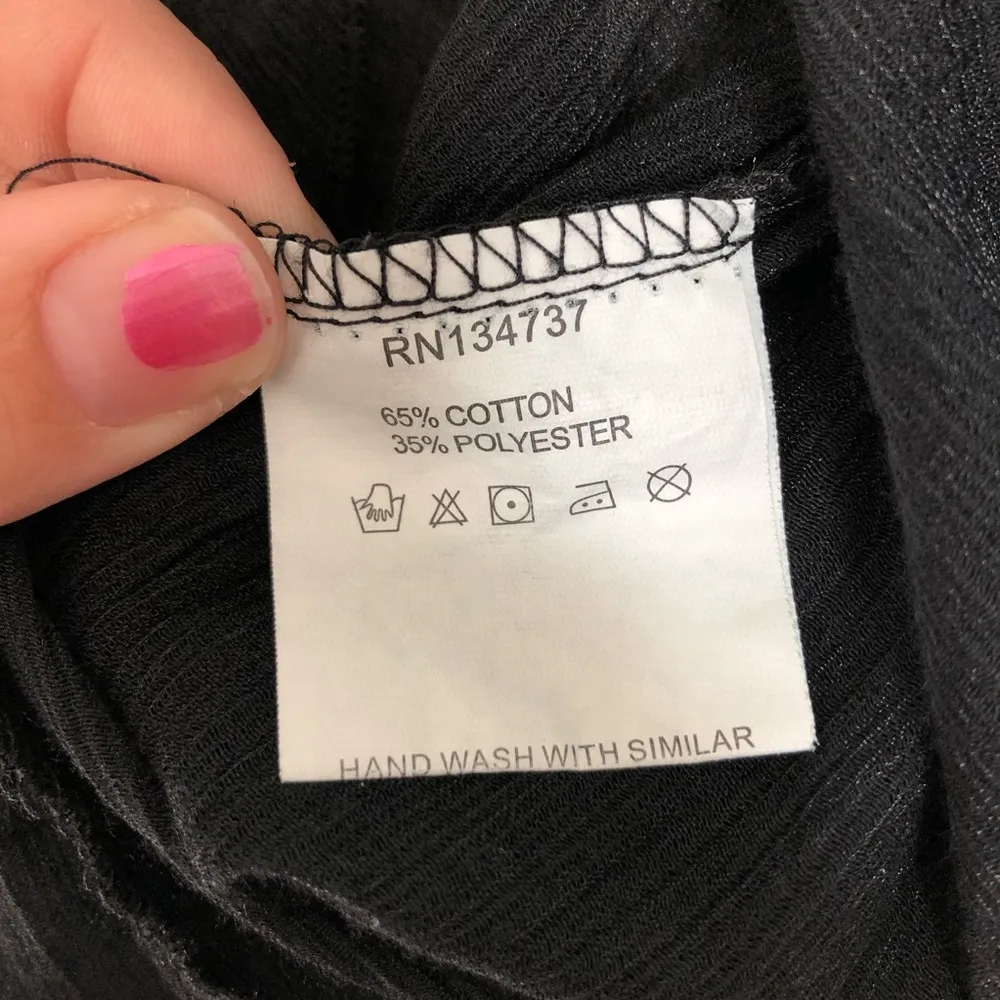 RN134737
65% COTTON
35% POLYESTER
HAND WASH WITH SIMILAR